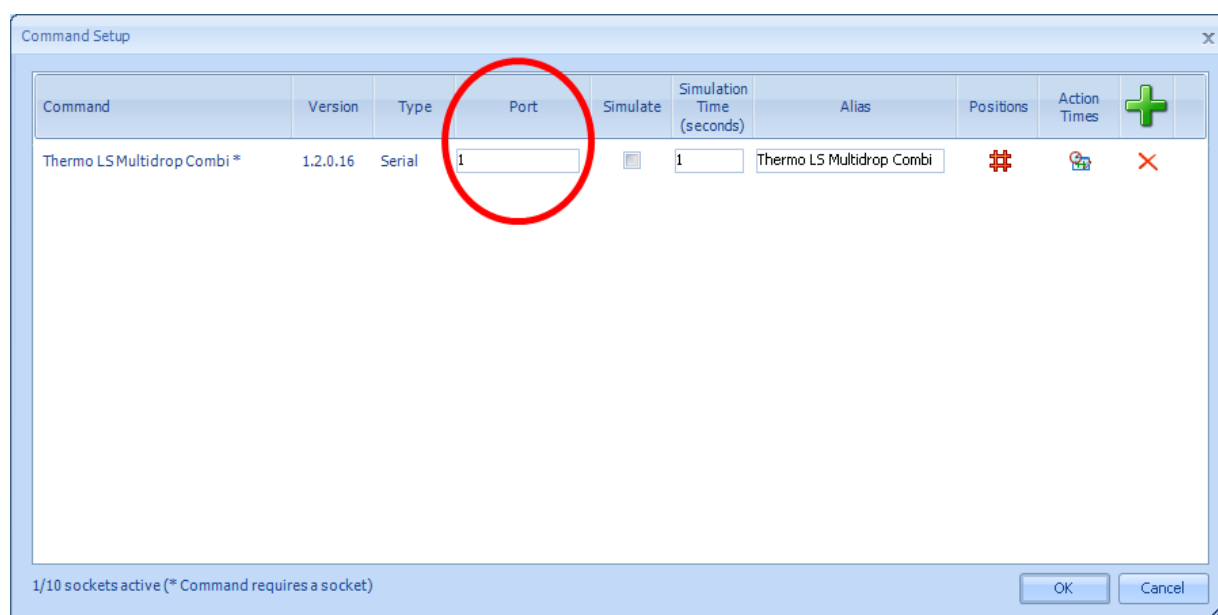 Command Setup
Command Version Type Port Simulate Simulation Time (seconds) Alias Positions Action Times
Thermo LS Multidrop Combi * 1.2.0.16 Serial 1 1 Thermo LS Multidrop Combi
1/10 sockets active (* Command requires a socket) OK Cancel